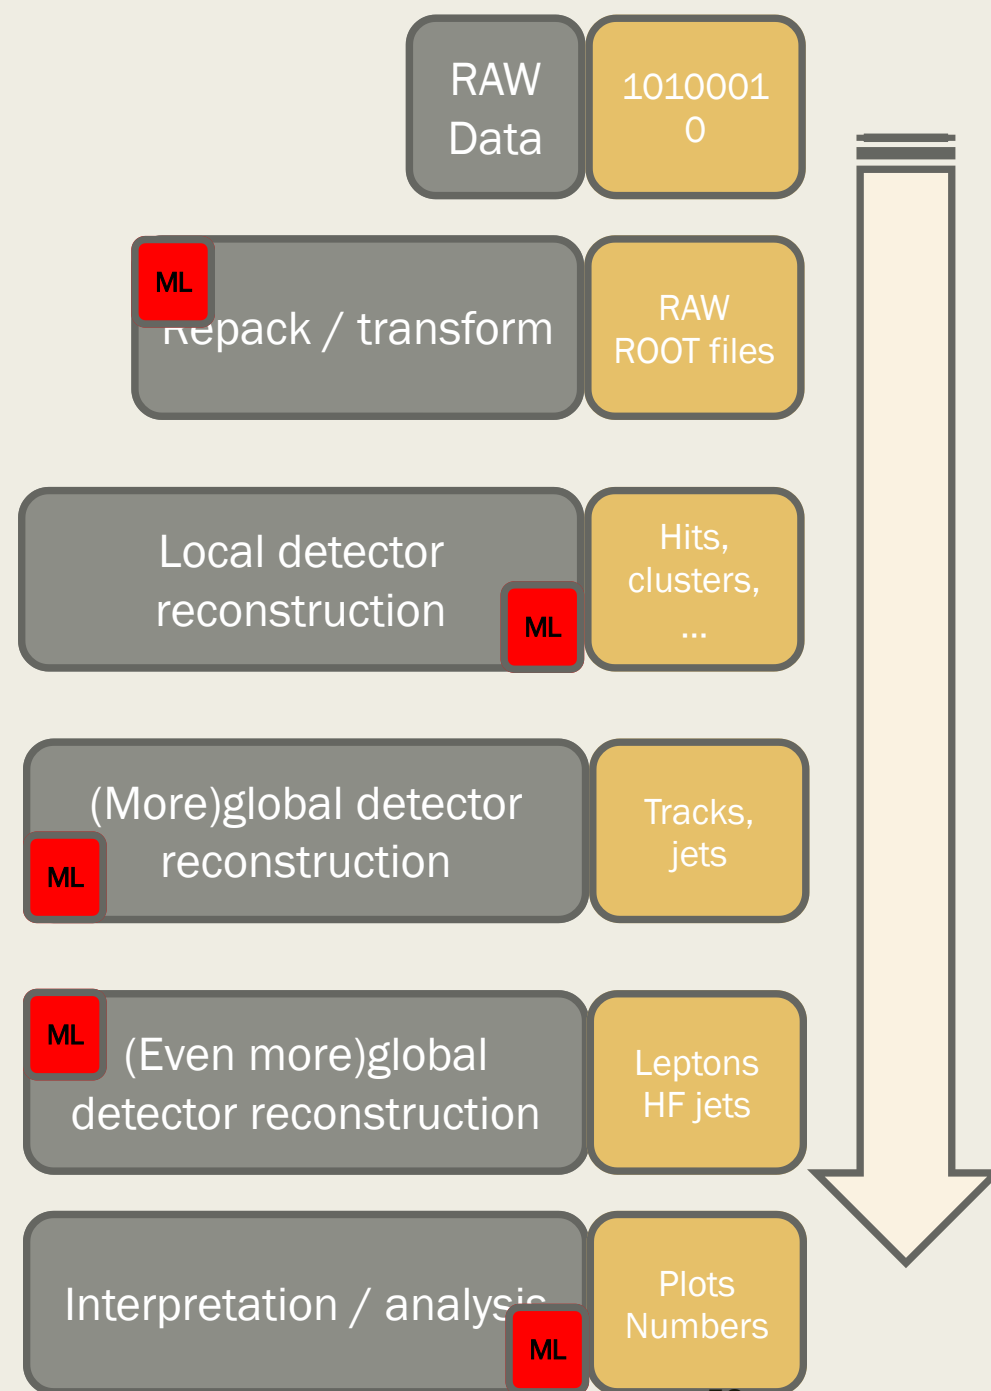 RAW
Data
1010001
0
ML
Repack / transform
RAW
ROOT files
Local detector
reconstruction
ML
Hits,
clusters,
...
(More)global detector
reconstruction
ML
Tracks,
jets
ML
(Even more)global
detector reconstruction
Leptons
HF jets
Interpretation / analysis
ML
Plots
Numbers